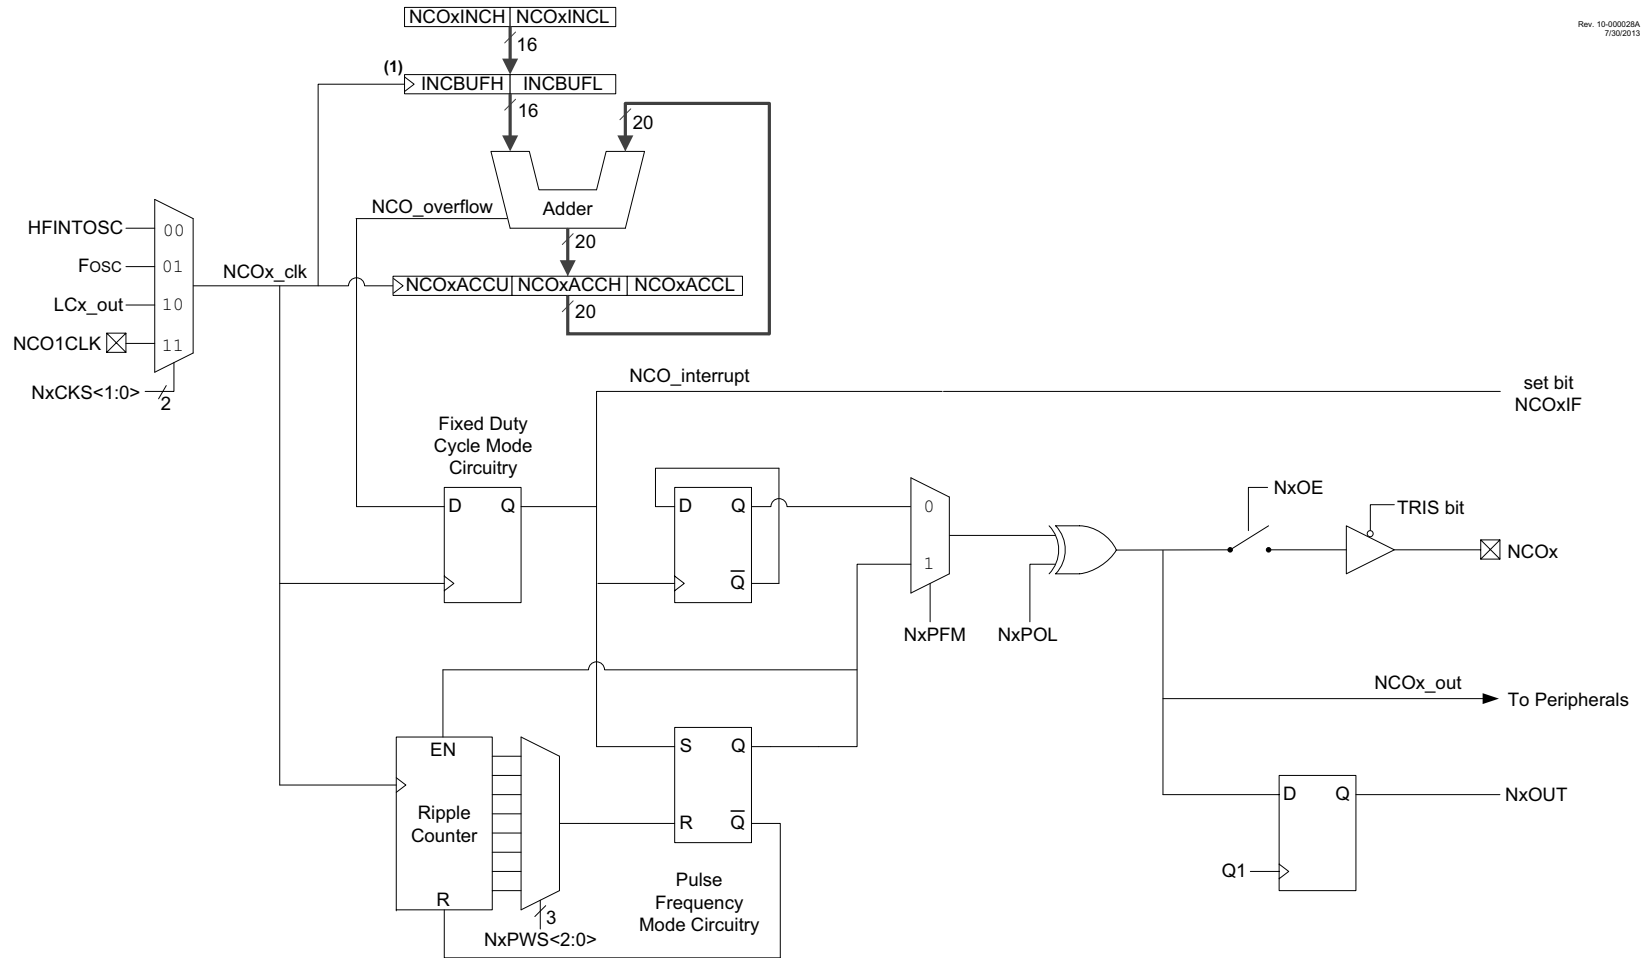 Rev. 10-000028A
7/30/2013
NCOxINCH NCOxINCL
16
(1)
INCBUFH INCBUFL
16
20
NCO_overflow
Adder
20
HFINTOSC
00
FOSC
01
LCx_out
10
NCO1CLK
11
NxCKS<1:0>
2
NCOx_clk
NCOxACCU NCOxACCH NCOxACCL
20
NCO_interrupt
set bit
NCOxIF
Fixed Duty
Cycle Mode
Circuitry
D Q
D Q
Q
0
1
NxPFM
NxPOL
NxOE
TRIS bit
NCOx
NCOx_out
To Peripherals
EN
Ripple
Counter
R
3
NxPWS<2:0>
S Q
R Q
Pulse
Frequency
Mode Circuitry
D Q
NxOUT
Q1